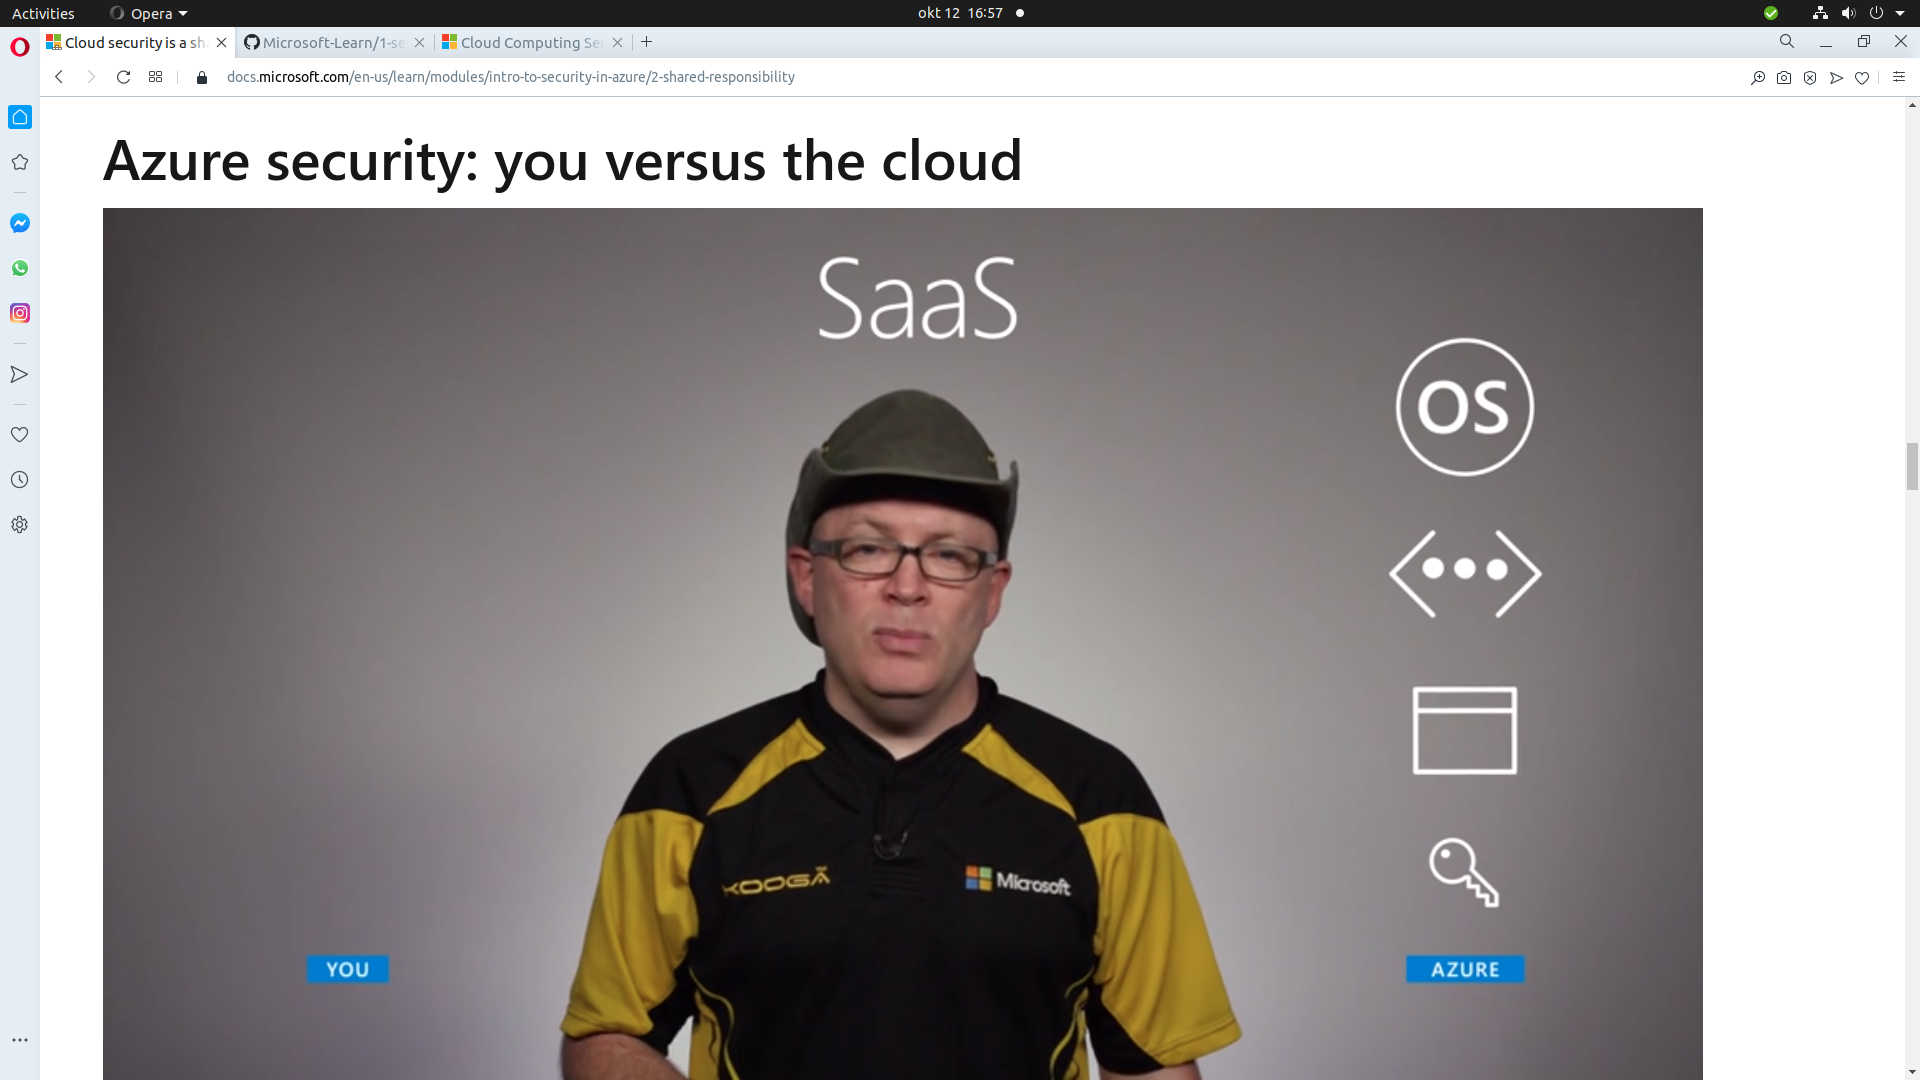 Activities
Opera
okt 12 16:57
Cloud security is a sh
Microsoft-Learn/1-se
Cloud Computing Ser
docs.microsoft.com/en-us/learn/modules/intro-to-security-in-azure/2-shared-responsibility
Azure security: you versus the cloud
SaaS
OS
KOOGA
Microsoft
YOU
AZURE